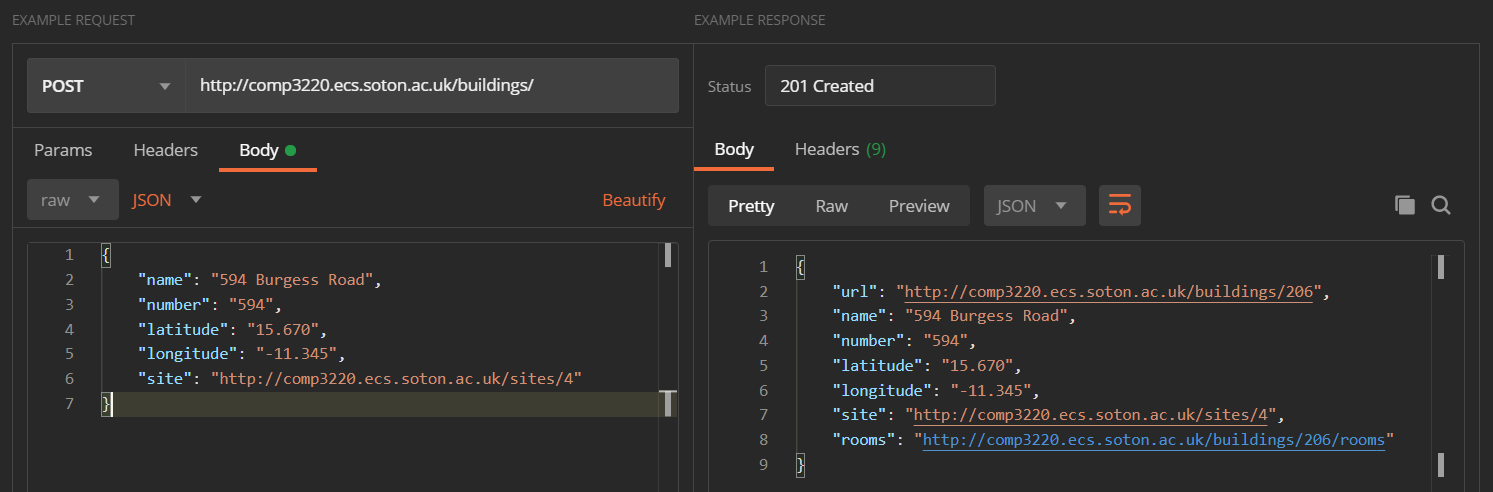 EXAMPLE REQUEST
POST
http://comp3220.ecs.soton.ac.uk/buildings/
Params Headers Body
raw JSON Beautify
1 {
2 "name": "594 Burgess Road",
3 "number": "594",
4 "latitude": "15.670",
5 "longitude": "-11.345",
6 "site": "http://comp3220.ecs.soton.ac.uk/sites/4"
7 }
EXAMPLE RESPONSE
Status 201 Created
Body Headers (9)
Pretty Raw Preview JSON
1 {
2 "url": "http://comp3220.ecs.soton.ac.uk/buildings/206",
3 "name": "594 Burgess Road",
4 "number": "594",
5 "latitude": "15.670",
6 "longitude": "-11.345",
7 "site": "http://comp3220.ecs.soton.ac.uk/sites/4",
8 "rooms": "http://comp3220.ecs.soton.ac.uk/buildings/206/rooms"
9 }